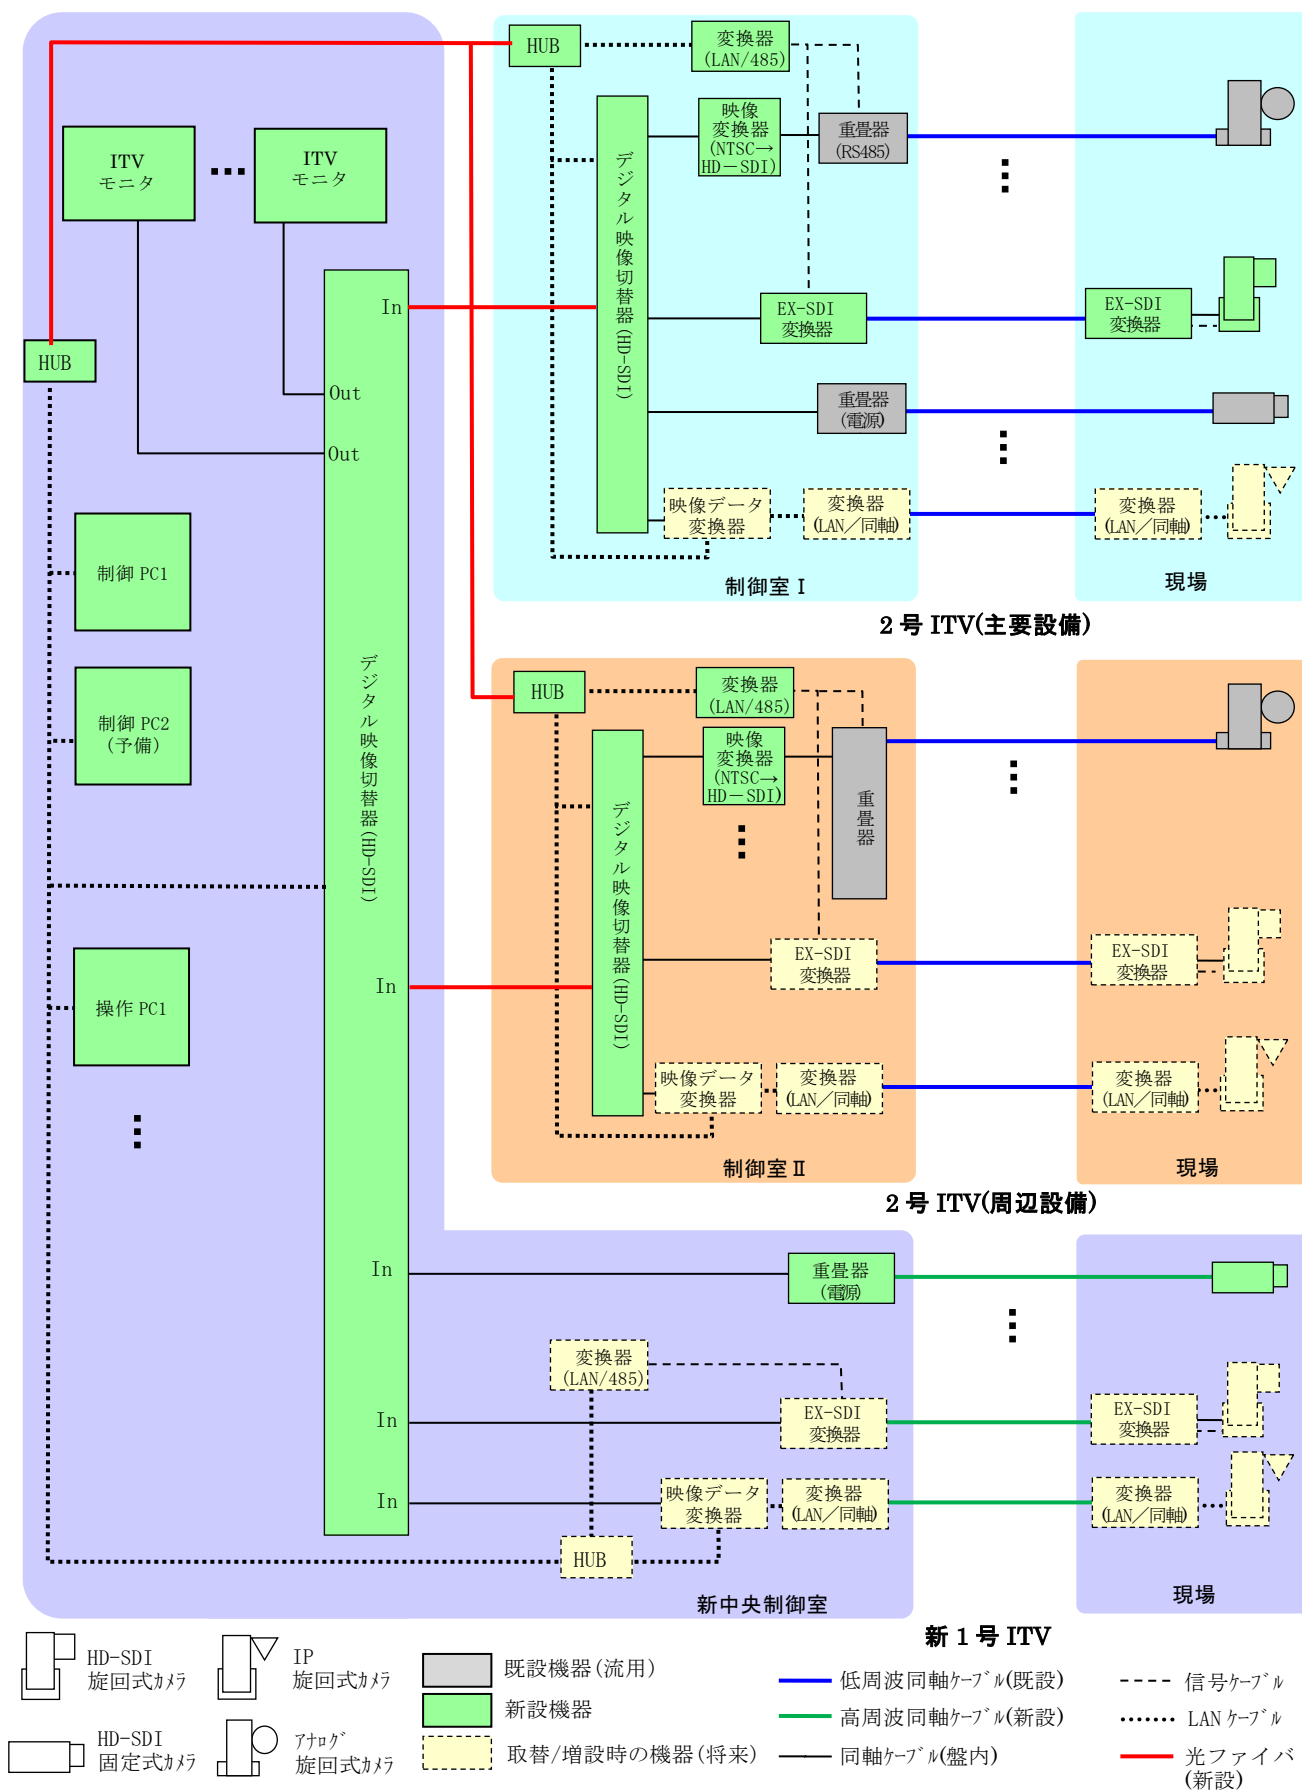 HUB
変換器
(LAN/485)
ITV
モニタ
ITV
モニタ
映像
変換器
(NTSC→
HD－SDI)
重畳器
(RS485)
デジタル映像切替器(HD-SDI)
In
EX-SDI
変換器
EX-SDI
変換器
HUB
Out
重畳器
(電源)
Out
映像データ
変換器
変換器
(LAN／同軸)
変換器
(LAN／同軸)
制御 PC1
制御室Ⅰ
現場
2 号 ITV(主要設備)
デジタル映像切替器(HD-SDI)
HUB
変換器
(LAN/485)
制御 PC2
(予備)
映像
変換器
(NTSC→
HD－SDI)
重畳器
デジタル映像切替器(HD-SDI)
EX-SDI
変換器
EX-SDI
変換器
In
操作 PC1
映像データ
変換器
変換器
(LAN／同軸)
変換器
(LAN／同軸)
制御室Ⅱ
現場
2 号 ITV(周辺設備)
In
重畳器
(電源)
変換器
(LAN/485)
In
EX-SDI
変換器
EX-SDI
変換器
In
映像データ
変換器
変換器
(LAN／同軸)
変換器
(LAN／同軸)
HUB
新中央制御室
現場
新 1 号 ITV
HD-SDI
旋回式ｶﾒﾗ
IP
旋回式ｶﾒﾗ
既設機器(流用)
低周波同軸ｹｰﾌﾞﾙ(既設)
信号ｹｰﾌﾞﾙ
新設機器
高周波同軸ｹｰﾌﾞﾙ(新設)
LAN ｹｰﾌﾞﾙ
HD-SDI
固定式ｶﾒﾗ
ｱﾅﾛｸﾞ
旋回式ｶﾒﾗ
取替/増設時の機器(将来)
同軸ｹｰﾌﾞﾙ(盤内)
光ファイバ
(新設)